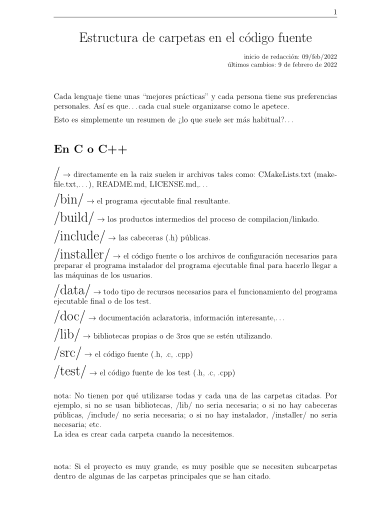 1
Estructura de carpetas en el código fuente
inicio de redacción: 09/feb/2022
últimos cambios: 9 de febrero de 2022
Cada lenguaje tiene unas “mejores prácticas” y cada persona tiene sus preferencias
personales. Así es que. . . cada cual suele organizarse como le apetece.
Esto es simplemente un resumen de ¿lo que suele ser más habitual?. . .
En C o C++
/ → directamente en la raiz suelen ir archivos tales como: CMakeLists.txt (make-
file.txt,. . . ), README.md, LICENSE.md,. . .
/bin/ → el programa ejecutable final resultante.
/build/ → los productos intermedios del proceso de compilacion/linkado.
/include/ → las cabeceras (.h) públicas.
/installer/ → el código fuente o los archivos de configuración necesarios para
preparar el programa instalador del programa ejecutable final para hacerlo llegar a
las máquinas de los usuarios.
/data/ → todo tipo de recursos necesarios para el funcionamiento del programa
ejecutable final o de los test.
/doc/ → documentación aclaratoria, información interesante,. . .
/lib/ → bibliotecas propias o de 3ros que se estén utilizando.
/src/ → el código fuente (.h, .c, .cpp)
/test/ → el código fuente de los test (.h, .c, .cpp)
nota: No tienen por qué utilizarse todas y cada una de las carpetas citadas. Por
ejemplo, si no se usan bibliotecas, /lib/ no seria necesaria; o si no hay cabeceras
públicas, /include/ no seria necesaria; o si no hay instalador, /installer/ no seria
necesaria; etc.
La idea es crear cada carpeta cuando la necesitemos.
nota: Si el proyecto es muy grande, es muy posible que se necesiten subcarpetas
dentro de algunas de las carpetas principales que se han citado.